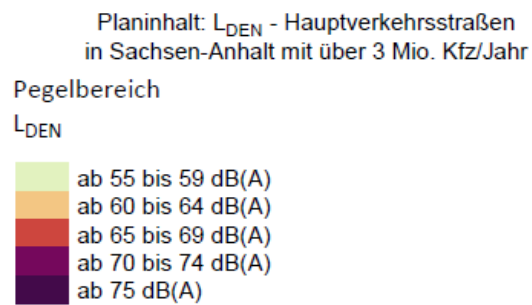 Planinhalt: LDEN - Hauptverkehrsstraßen
in Sachsen-Anhalt mit über 3 Mio. Kfz/Jahr
Pegelbereich
LDEN
ab 55 bis 59 dB(A)
ab 60 bis 64 dB(A)
ab 65 bis 69 dB(A)
ab 70 bis 74 dB(A)
ab 75 dB(A)